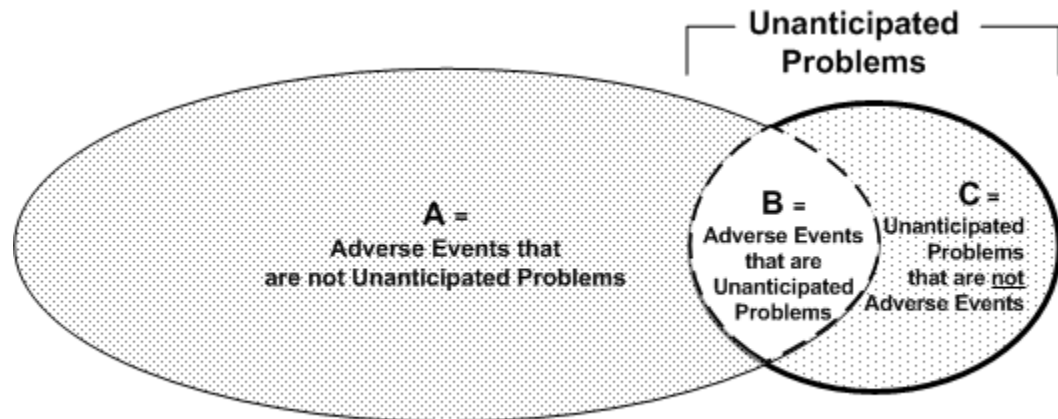 Unanticipated
Problems
A =
Adverse Events that
are not Unanticipated Problems
B =
Adverse Events
that are
Unanticipated
Problems
C =
Unanticipated
Problems
that are not
Adverse Events